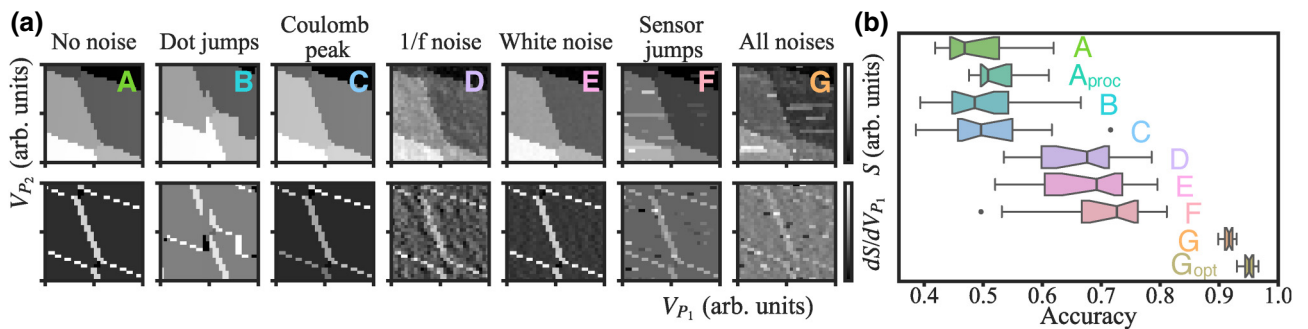 (a)
No noise
Dot jumps
Coulomb
peak
1/f noise
White noise
Sensor
jumps
All noises
A
B
C
D
E
F
G
V_{P_2} (arb. units)
S (arb. units)
dS/dV_{P_1}
V_{P_1} (arb. units)
(b)
A
A_{proc}
B
C
D
E
F
G
G_{opt}
0.4 0.5 0.6 0.7 0.8 0.9 1.0
Accuracy